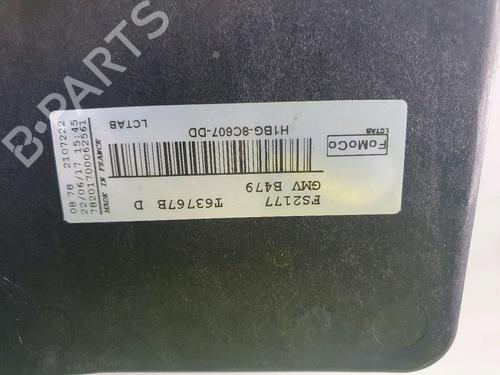 B-PARTS
FoMoCo
LCTAB
FS2177 T63767B D
GMV B479
H1BG-8C607-DD LCTAB
08 78 2107222
22/06/17 15:45
MADE IN FRANCE
78201700062561